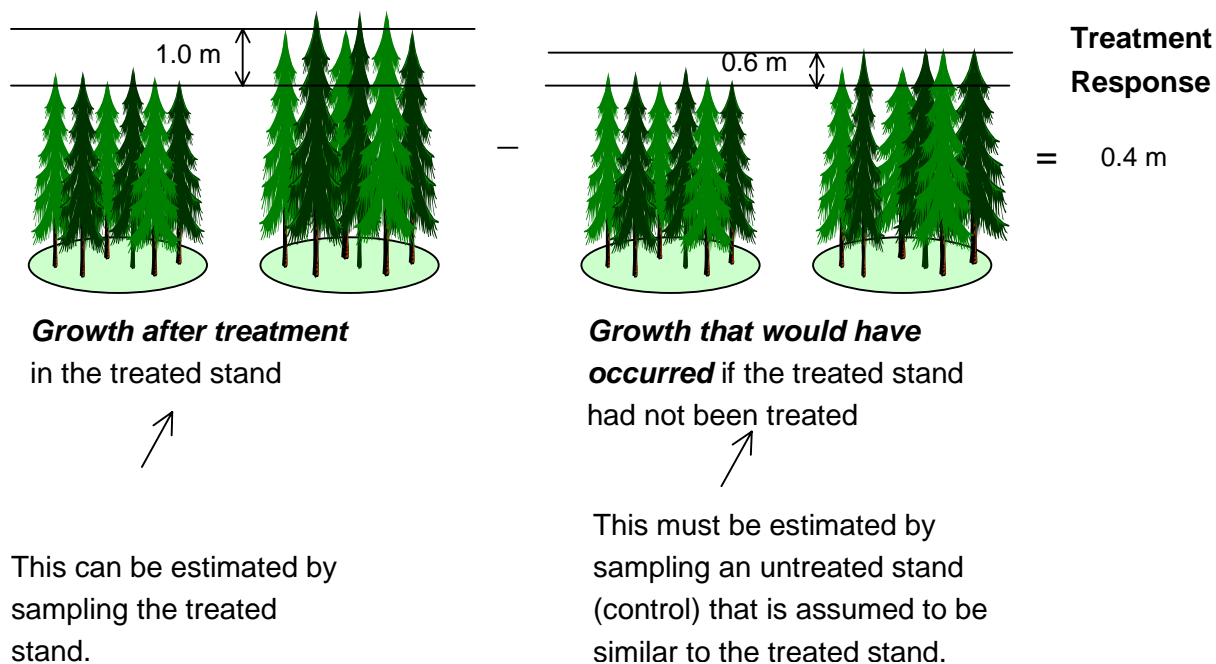 1.0 m
–
0.6 m
Treatment
Response
= 0.4 m
Growth after treatment
in the treated stand
Growth that would have
occurred if the treated stand
had not been treated
This can be estimated by
sampling the treated
stand.
This must be estimated by
sampling an untreated stand
(control) that is assumed to be
similar to the treated stand.